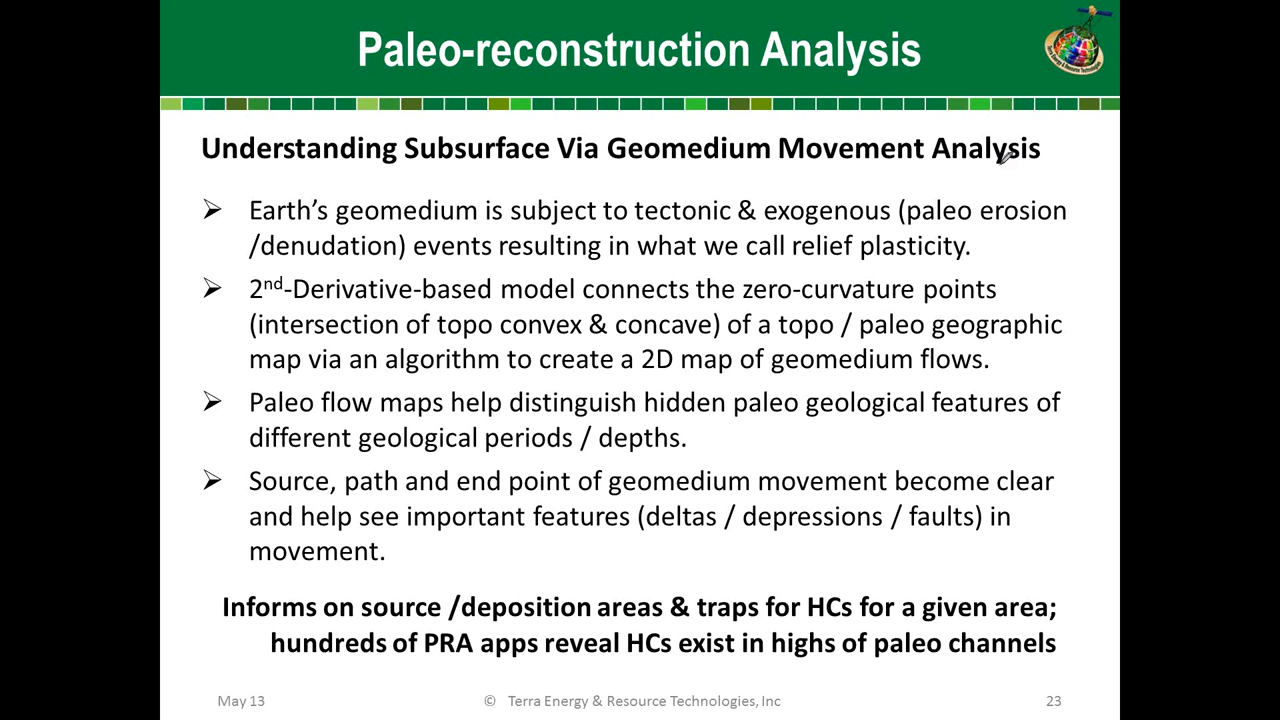 Paleo-reconstruction Analysis
Understanding Subsurface Via Geomedium Movement Analysis
➢ Earth’s geomedium is subject to tectonic & exogenous (paleo erosion
/denudation) events resulting in what we call relief plasticity.
➢ 2nd-Derivative-based model connects the zero-curvature points
(intersection of topo convex & concave) of a topo / paleo geographic
map via an algorithm to create a 2D map of geomedium flows.
➢ Paleo flow maps help distinguish hidden paleo geological features of
different geological periods / depths.
➢ Source, path and end point of geomedium movement become clear
and help see important features (deltas / depressions / faults) in
movement.
Informs on source /deposition areas & traps for HCs for a given area;
hundreds of PRA apps reveal HCs exist in highs of paleo channels
May 13 © Terra Energy & Resource Technologies, Inc 23